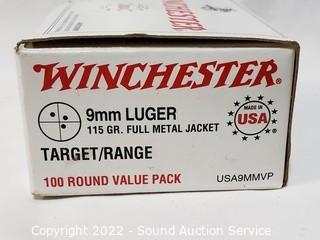 WINCHESTER®
9mm LUGER
115 GR. FULL METAL JACKET
MADE IN
USA
TARGET/RANGE
100 ROUND VALUE PACK
USA9MMVP
Copyright 2022 - Sound Auction Service